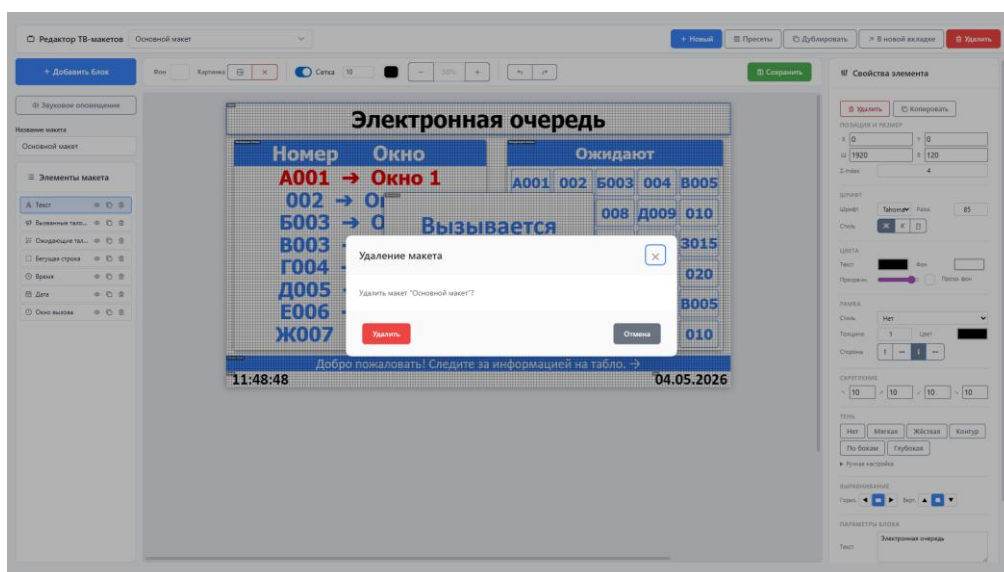 Редактор ТВ-макетов
Основной макет
+ Новый
Пресеты
Дублировать
В новой вкладке
Удалить
+ Добавить блок
Фон
Картинка
Сетка
10
50%
Сохранить
Свойства элемента
Звуковое оповещение
Название макета
Основной макет
Элементы макета
Текст
Вызванные тало...
Ожидающие тал...
Бегущая строка
Время
Дата
Окно вызова
Электронная очередь
Номер Окно
А001 → Окно 1
002 →
Б003 →
В003
Г004
Д005
Е006
Ж007
Ожидают
А001 002 Б003 004 В005
008 Д009 010
З015
020
В005
010
Вызывается
Удаление макета
Удалить макет "Основной макет"?
Удалить
Отмена
Добро пожаловать! Следите за информацией на табло. →
11:48:48
04.05.2026
Удалить
Копировать
ПОЗИЦИЯ И РАЗМЕР
X 0
Y 0
Ш 1920
В 120
Z-index 4
ШРИФТ
Шрифт Tahoma
Разм. 85
Стиль Ж К П
ЦВЕТА
Текст
Фон
Прозрачн.
Прозр. фон
РАМКА
Стиль Нет
Толщина 1
Цвет
Стороны
СКРУГЛЕНИЕ
10 10 10 10
ТЕНЬ
Нет
Мягкая
Жёсткая
Контур
По бокам
Глубокая
Ручная настройка
ВЫРАВНИВАНИЕ
Гориз.
Верт.
ПАРАМЕТРЫ БЛОКА
Текст
Электронная очередь